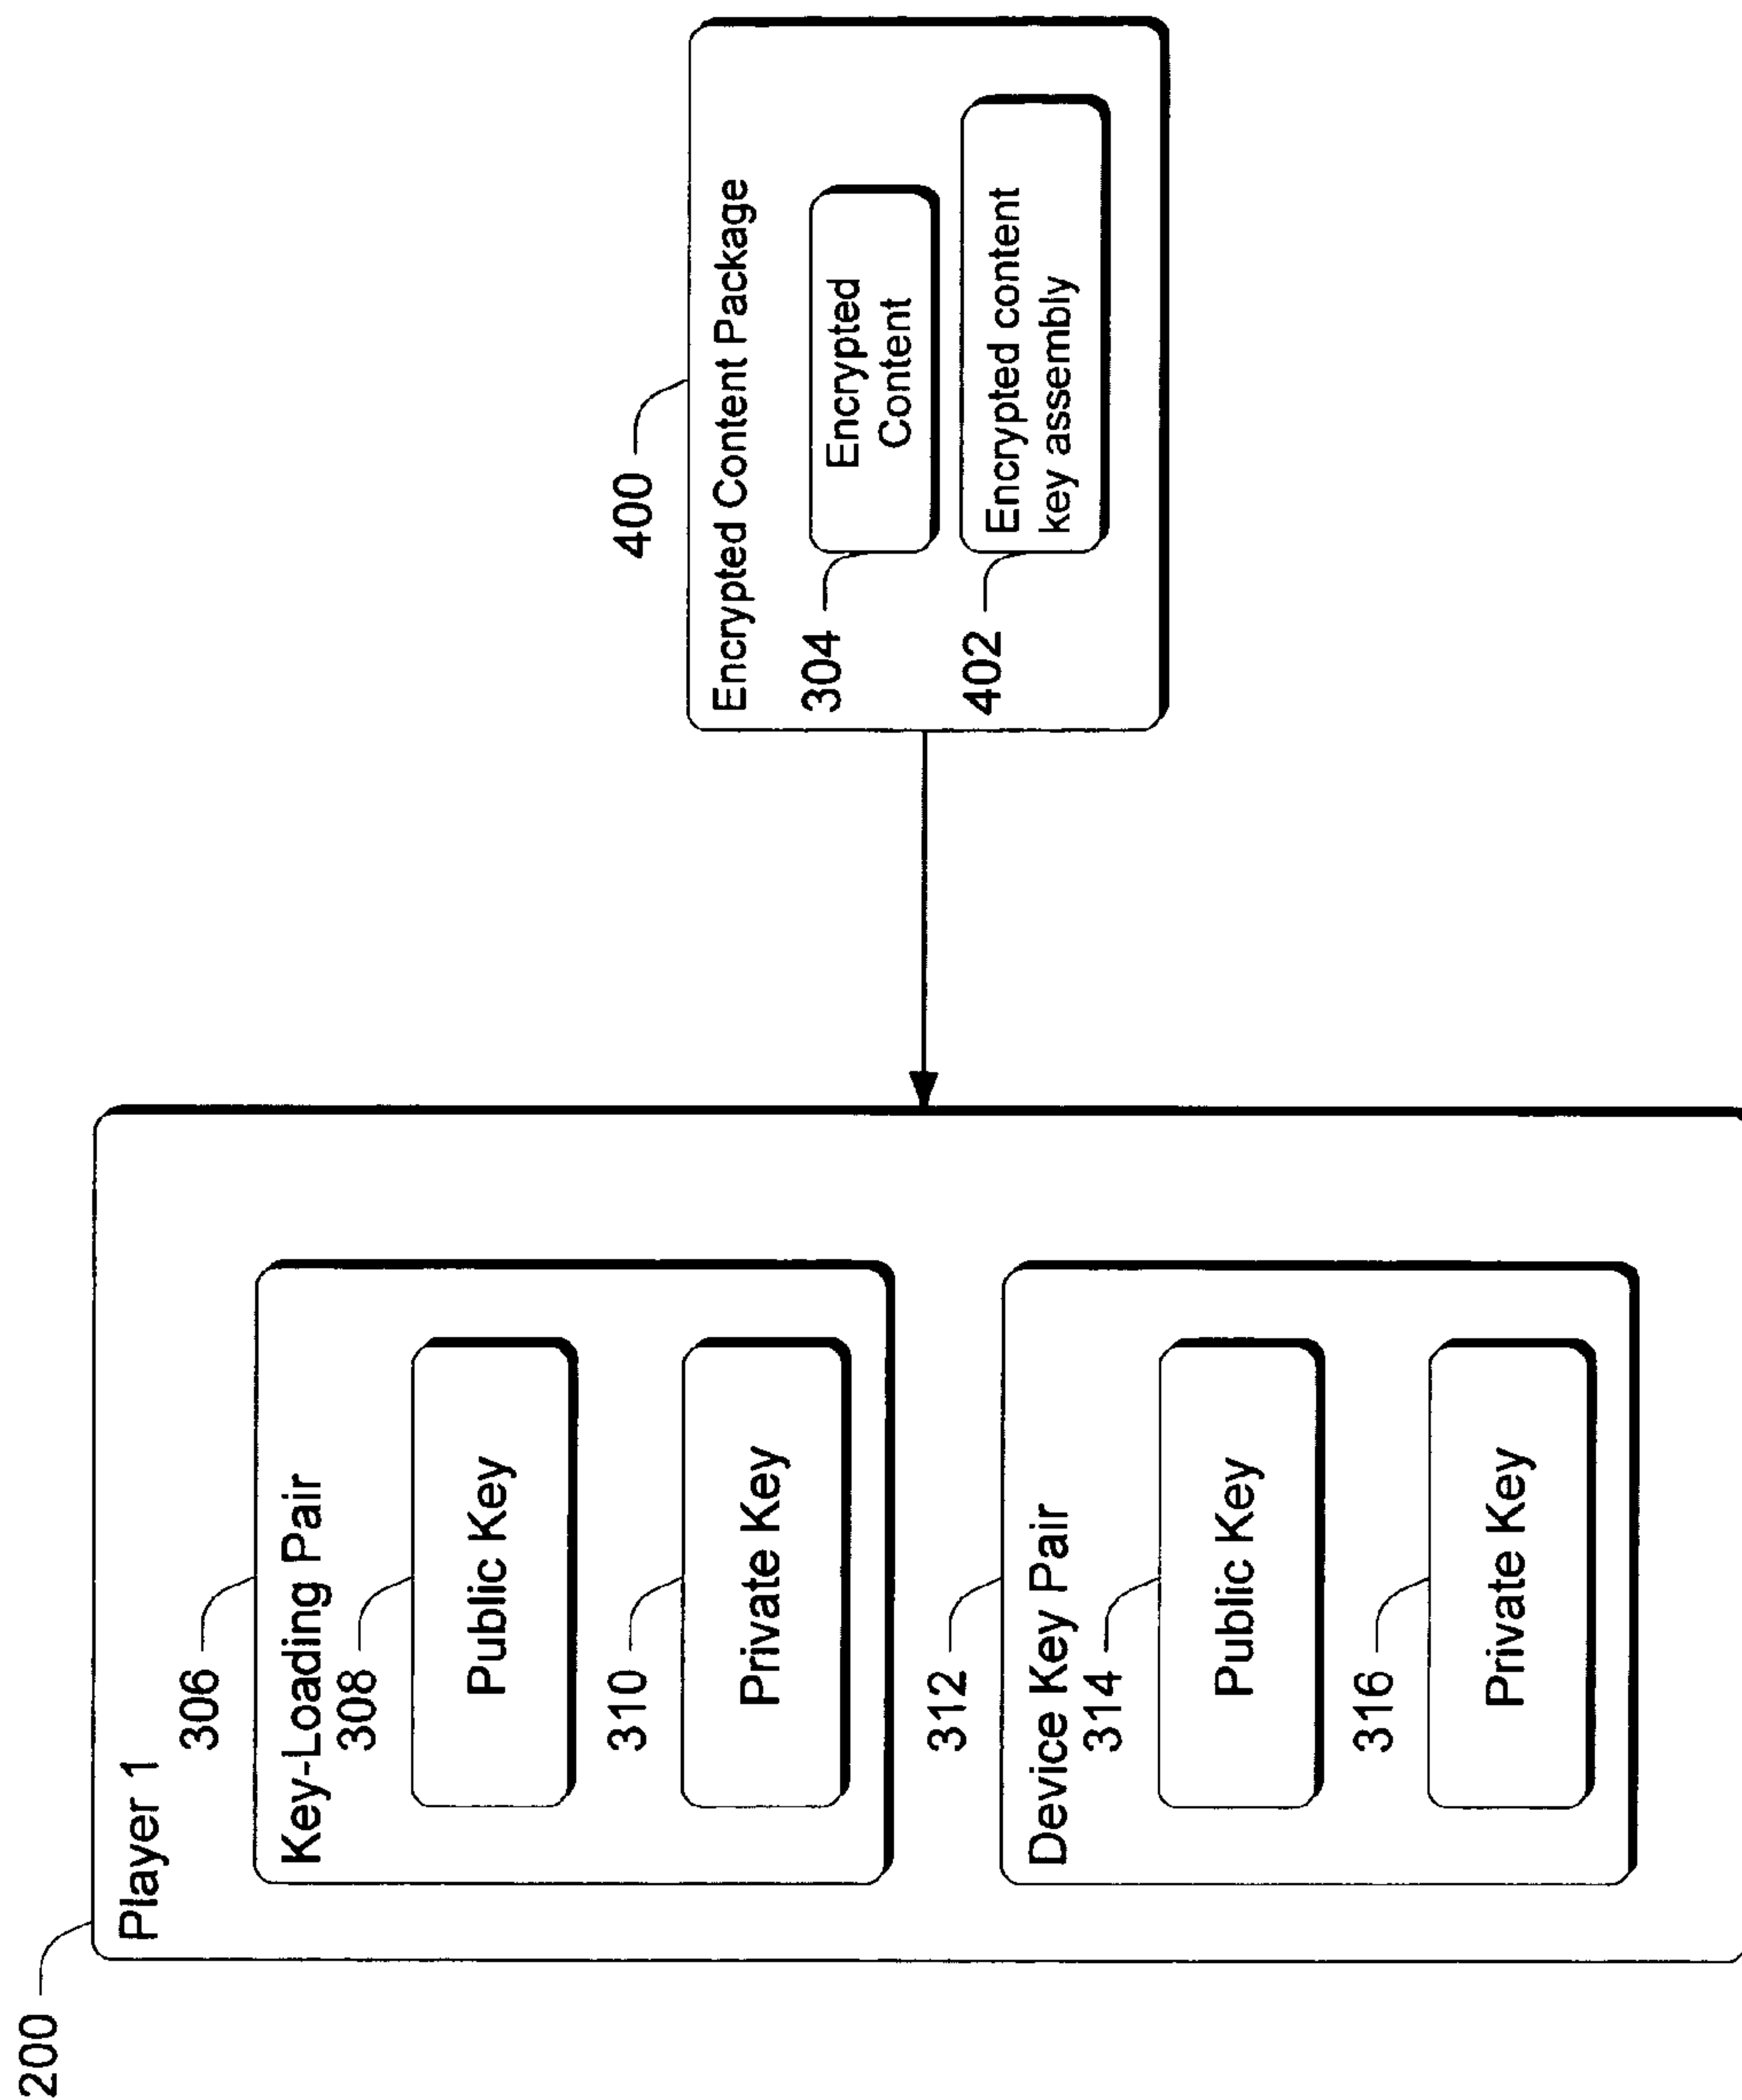 200
Player 1
306
Key-Loading Pair
308
Public Key
310
Private Key
312
Device Key Pair
314
Public Key
316
Private Key
400
Encrypted Content Package
304
Encrypted
Content
402
Encrypted content
key assembly